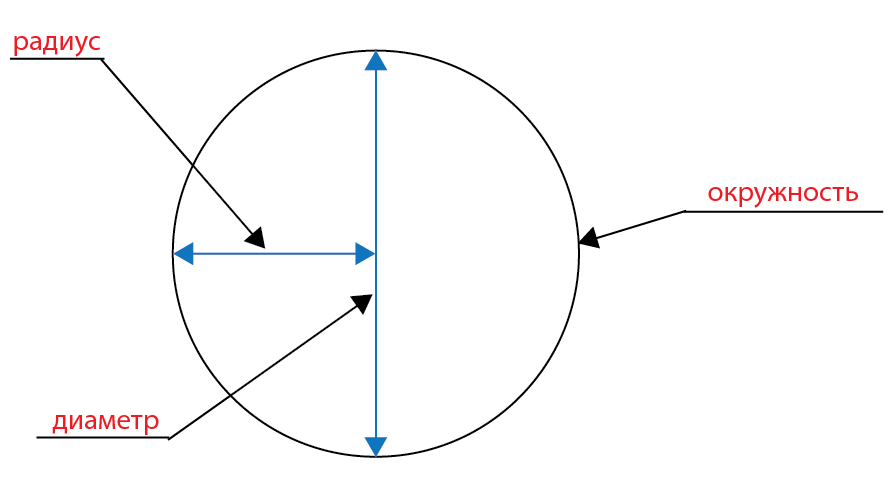 радиус
окружность
диаметр